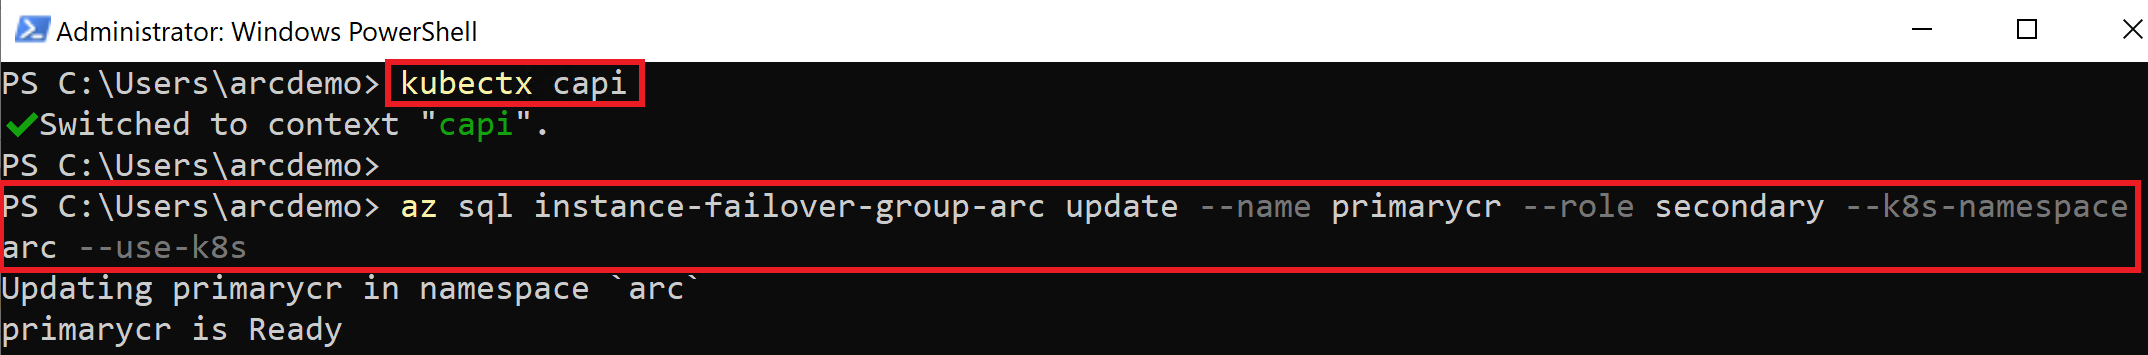 Administrator: Windows PowerShell
PS C:\Users\arcdemo> kubectx capi
✔Switched to context "capi".
PS C:\Users\arcdemo>
PS C:\Users\arcdemo> az sql instance-failover-group-arc update --name primarycr --role secondary --k8s-namespace
arc --use-k8s
Updating primarycr in namespace `arc`
primarycr is Ready